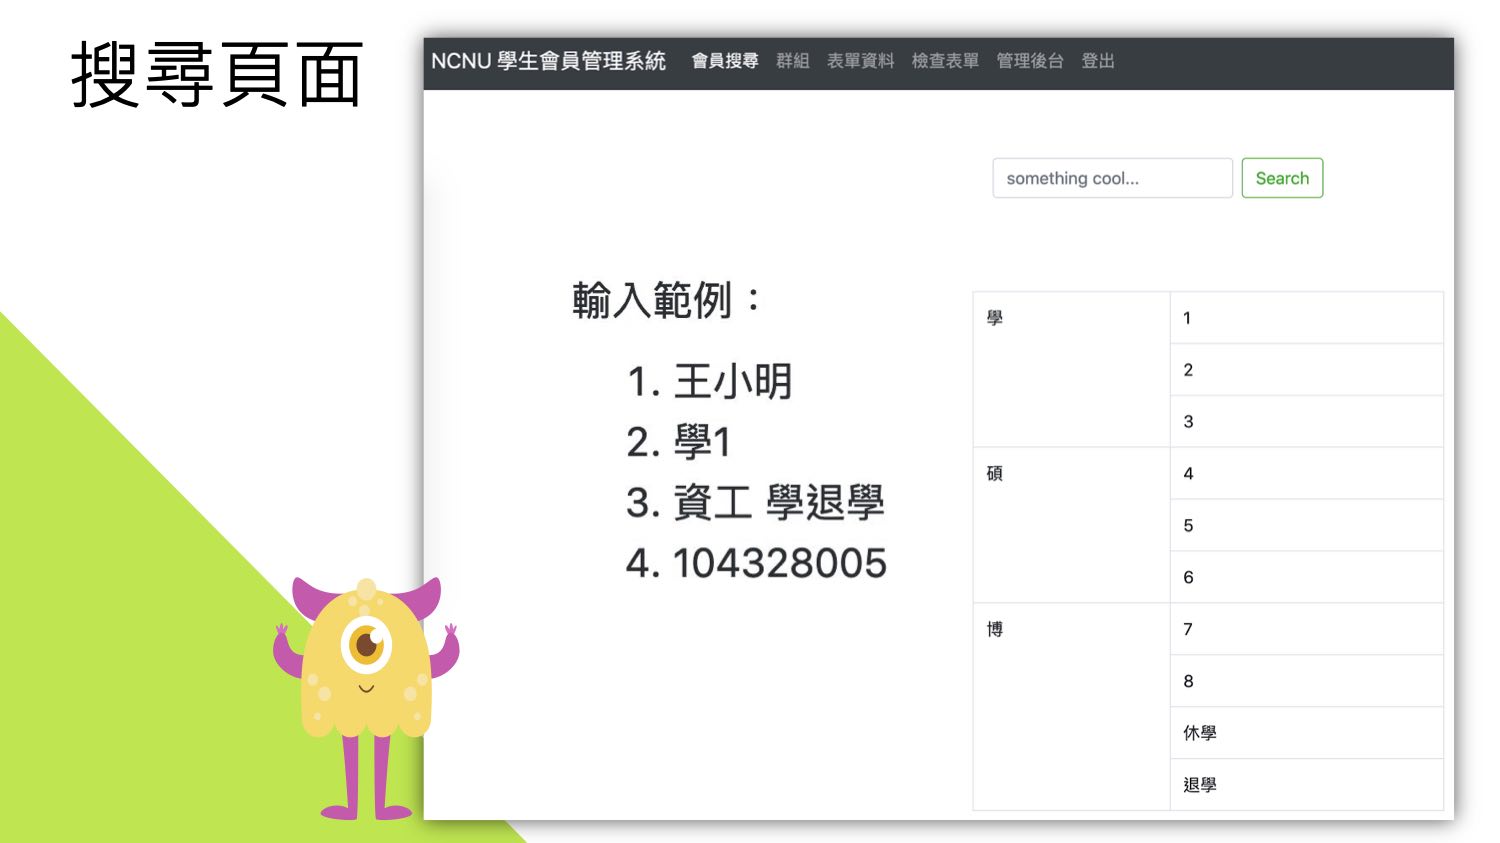 搜尋頁面
NCNU 學生會員管理系統 會員搜尋 群組 表單資料 檢查表單 管理後台 登出
something cool... Search
輸入範例：
1. 王小明
2. 學1
3. 資工 學退學
4. 104328005
學 1
2
3
碩 4
5
6
博 7
8
休學
退學